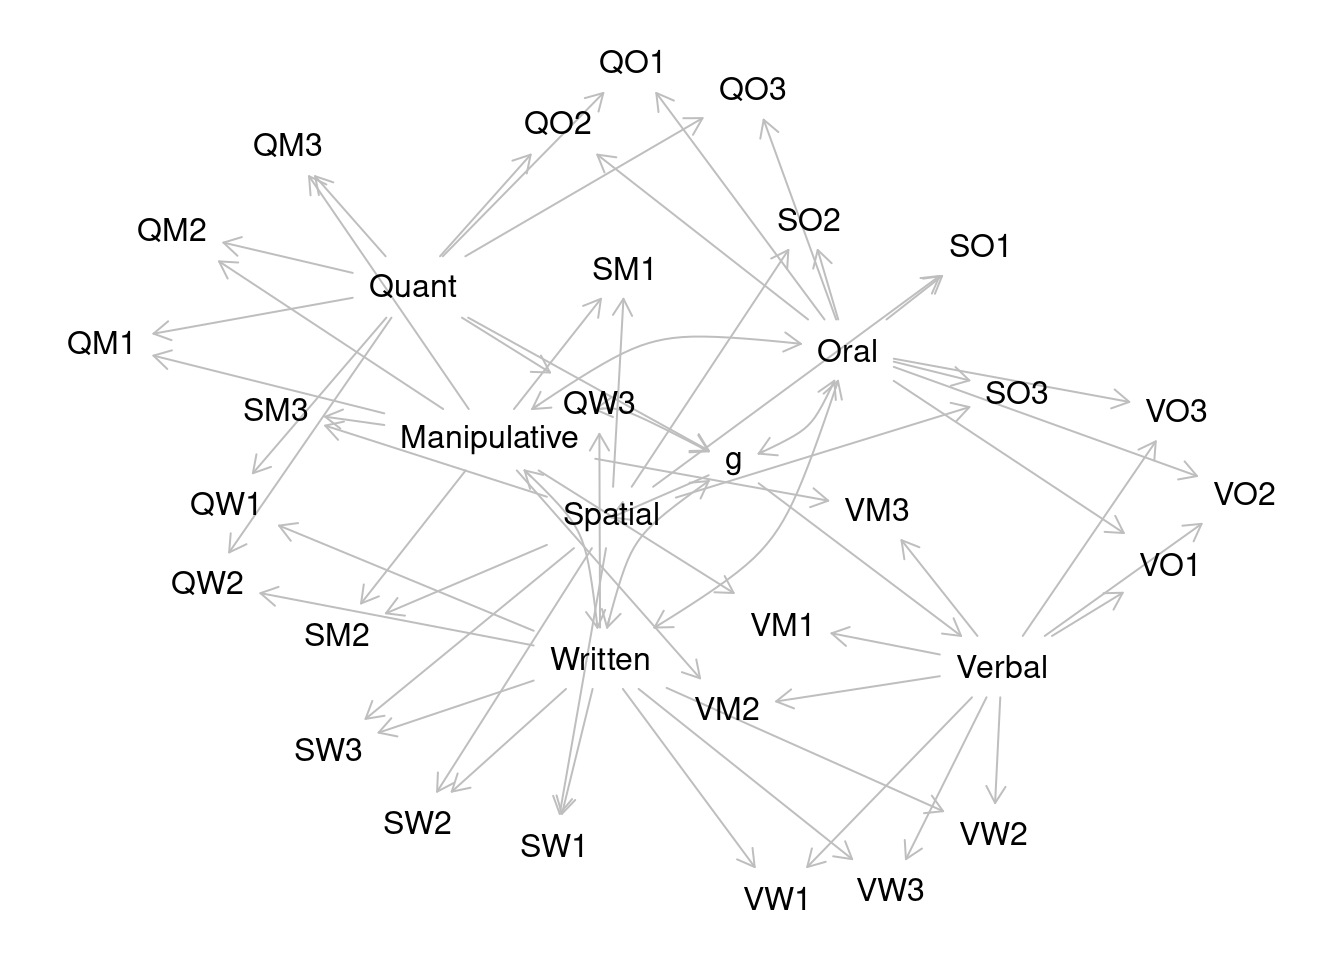 QO1
QO3
QO2
QM3
SO2
QM2
SO1
SM1
Quant
QM1
Oral
SO3
QW3
SM3
VO3
Manipulative
g
VO2
QW1
VM3
Spatial
VO1
QW2
VM1
SM2
Written
Verbal
VM2
SW3
SW2
VW2
SW1
VW3
VW1